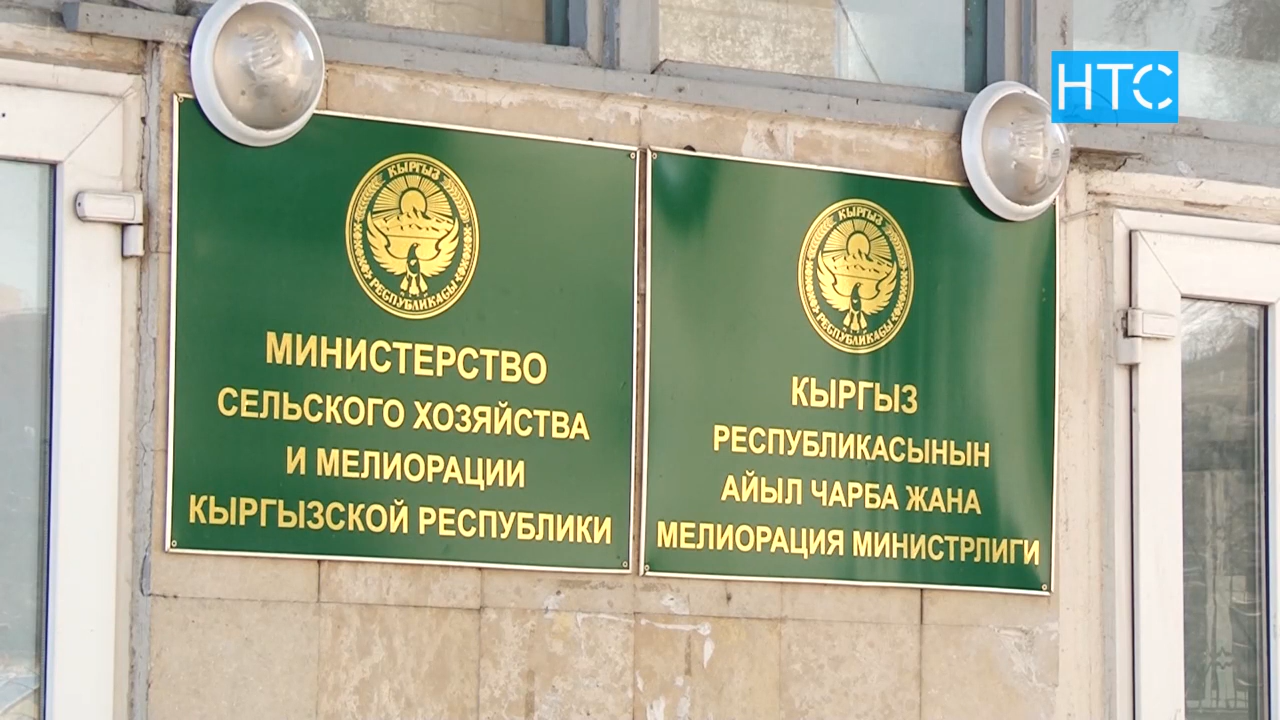 НТС
КЫРГЫЗ
РЕСПУБЛИКАСЫ
МИНИСТЕРСТВО
СЕЛЬСКОГО ХОЗЯЙСТВА
И МЕЛИОРАЦИИ
КЫРГЫЗСКОЙ РЕСПУБЛИКИ
КЫРГЫЗ
РЕСПУБЛИКАСЫ
КЫРГЫЗ
РЕСПУБЛИКАСЫНЫН
АЙЫЛ ЧАРБА ЖАНА
МЕЛИОРАЦИЯ МИНИСТРЛИГИ